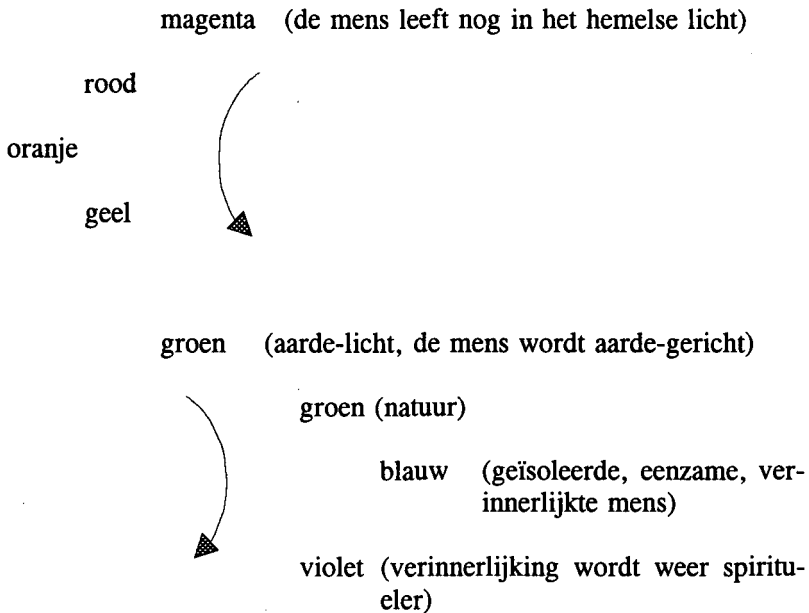 magenta (de mens leeft nog in het hemelse licht)
rood
oranje
geel
groen (aarde-licht, de mens wordt aarde-gericht)
groen (natuur)
blauw (geïsoleerde, eenzame, ver-
innerlijkte mens)
violet (verinnerlijking wordt weer spiritu-
eler)